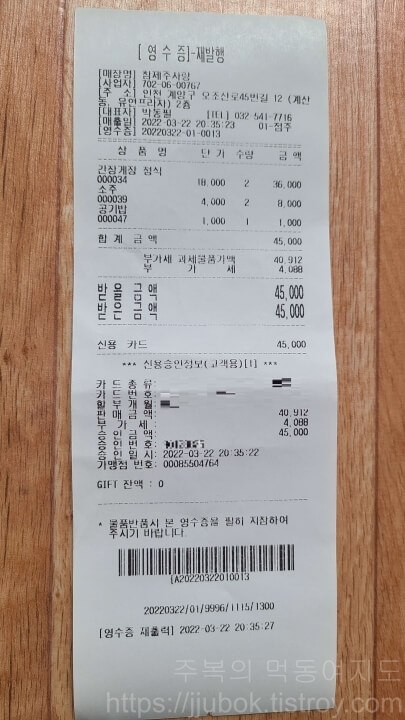 [ 영 수 증 ]-재발행
[매장명] 침체주사랑
[사업자] 702-06-00767
[주 소] 인천 계양구 오조산로45번길 12 (계산
동, 유연프라자) 2층
[대표자] 박동필 [TEL] 032-541-7716
[매출일] 2022-03-22 20:35:23 01-점주
[영수증] 20220322-01-0013
상 품 명 단 가 수량 금 액
간장게장 정식
000034 18,000 2 36,000
소주
000039 4,000 2 8,000
공기밥
000047 1,000 1 1,000
합 계 금 액 45,000
부가세 과세물품가액 40,912
부 가 세 4,088
받을금액 45,000
받은금액 45,000
신용 카드 45,000
*** 신용승인정보(고객용)[1] ***
카 드 종 류:
카 드 번 호:
할 부 개 월:
판 매 금 액: 40,912
부 가 세 : 4,088
승 인 금 액: 45,000
승 인 번 호:
승 인 일 시: 2022-03-22 20:35:22
가맹점 번호: 00085504764
GIFT 잔액 : 0
* 물품반품시 본 영수증을 필히 지참하여
주시기 바랍니다.
[A20220322010013
20220322/01/9996/1115/1300
[영수증 재출력] 2022-03-22 20:35:27
주복의 먹동여지도
https://jjubok.tistroy.com